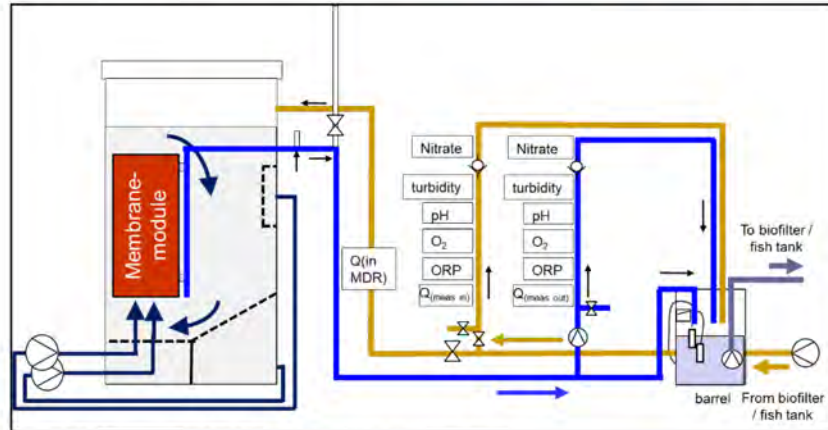 Membrane-
module
Q(in
MDR)
Nitrate
turbidity
pH
O₂
ORP
Q(meas in)
Nitrate
turbidity
pH
O₂
ORP
Q(meas out)
To biofilter /
fish tank
barrel
From biofilter
/ fish tank